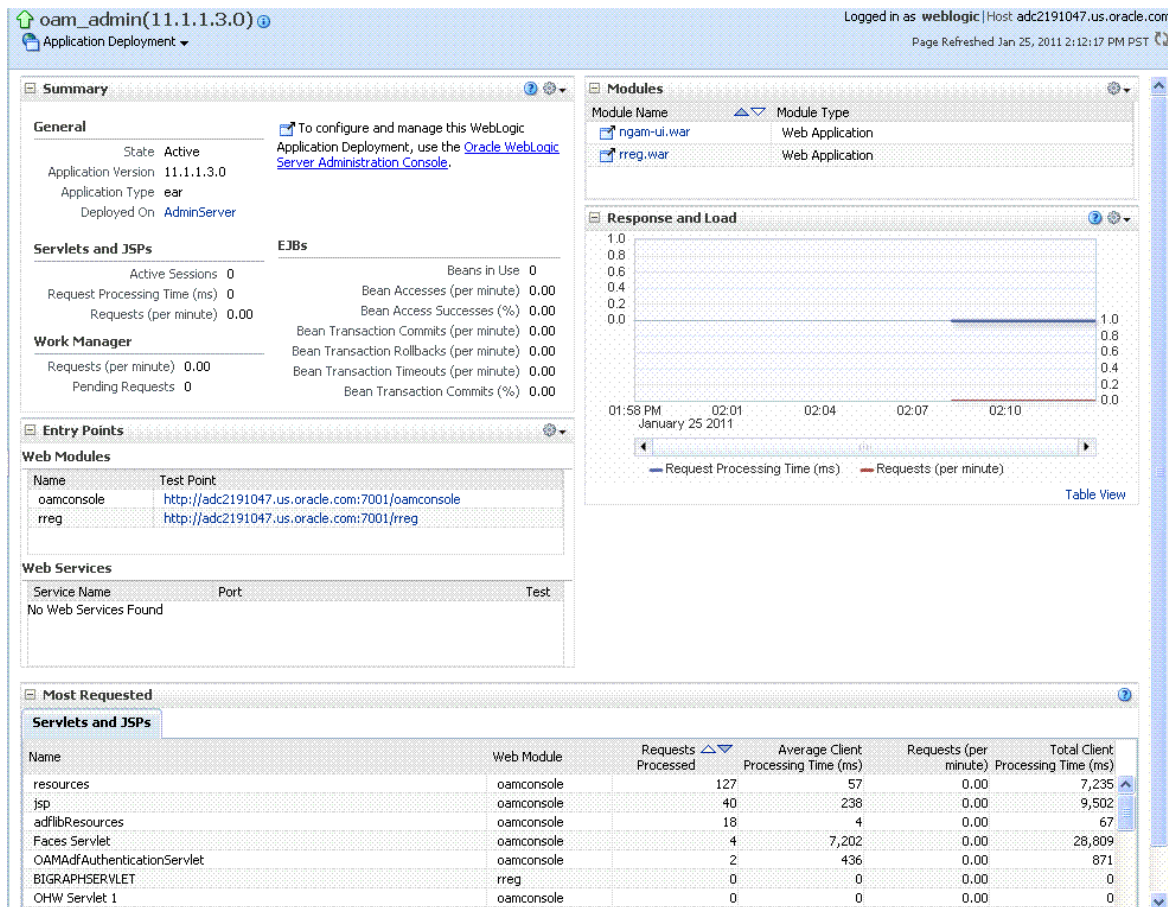 oam_admin(11.1.1.3.0)
Logged in as weblogic|Host adc2191047.us.oracle.com
Application Deployment
Page Refreshed Jan 25, 2011 2:12:17 PM PST
Summary
General
State Active
Application Version 11.1.1.3.0
Application Type ear
Deployed On AdminServer
To configure and manage this WebLogic
Application Deployment, use the Oracle WebLogic
Server Administration Console.
Servlets and JSPs
Active Sessions 0
Request Processing Time (ms) 0
Requests (per minute) 0.00
Work Manager
Requests (per minute) 0.00
Pending Requests 0
EJBs
Beans in Use 0
Bean Accesses (per minute) 0.00
Bean Access Successes (%) 0.00
Bean Transaction Commits (per minute) 0.00
Bean Transaction Rollbacks (per minute) 0.00
Bean Transaction Timeouts (per minute) 0.00
Bean Transaction Commits (%) 0.00
Modules
Module Name Module Type
ngam-ui.war Web Application
rreg.war Web Application
Response and Load
1.0
0.8
0.6
0.4
0.2
0.0
1.0
0.8
0.6
0.4
0.2
0.0
01:58 PM 02:01 02:04 02:07 02:10
January 25 2011
Request Processing Time (ms) Requests (per minute)
Table View
Entry Points
Web Modules
Name Test Point
oamconsole http://adc2191047.us.oracle.com:7001/oamconsole
rreg http://adc2191047.us.oracle.com:7001/rreg
Web Services
Service Name Port Test
No Web Services Found
Most Requested
Servlets and JSPs
Name Web Module Requests Processed Average Client Processing Time (ms) Requests (per minute) Total Client Processing Time (ms)
resources oamconsole 127 57 0.00 7,235
jsp oamconsole 40 238 0.00 9,502
adflibResources oamconsole 18 4 0.00 67
Faces Servlet oamconsole 4 7,202 0.00 28,809
OAMAdfAuthenticationServlet oamconsole 2 436 0.00 871
BIGRAPHSERVLET rreg 0 0 0.00 0
OHW Servlet 1 oamconsole 0 0 0.00 0